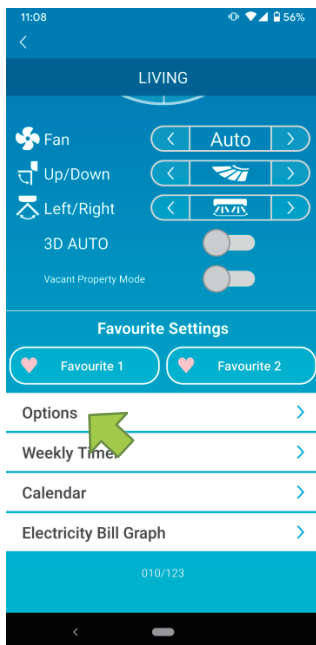 11:08 56%
LIVING
Fan Auto
Up/Down
Left/Right
3D AUTO
Vacant Property Mode
Favourite Settings
Favourite 1 Favourite 2
Options
Weekly Timer
Calendar
Electricity Bill Graph
010/123